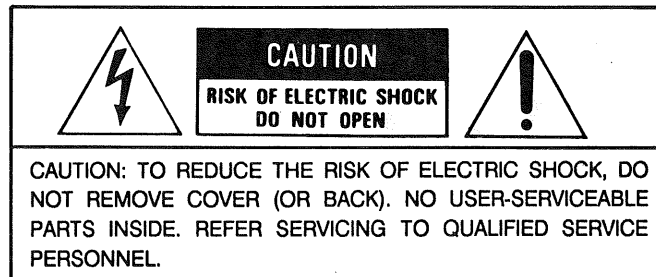 CAUTION
RISK OF ELECTRIC SHOCK
DO NOT OPEN
CAUTION: TO REDUCE THE RISK OF ELECTRIC SHOCK, DO
NOT REMOVE COVER (OR BACK). NO USER-SERVICEABLE
PARTS INSIDE. REFER SERVICING TO QUALIFIED SERVICE
PERSONNEL.